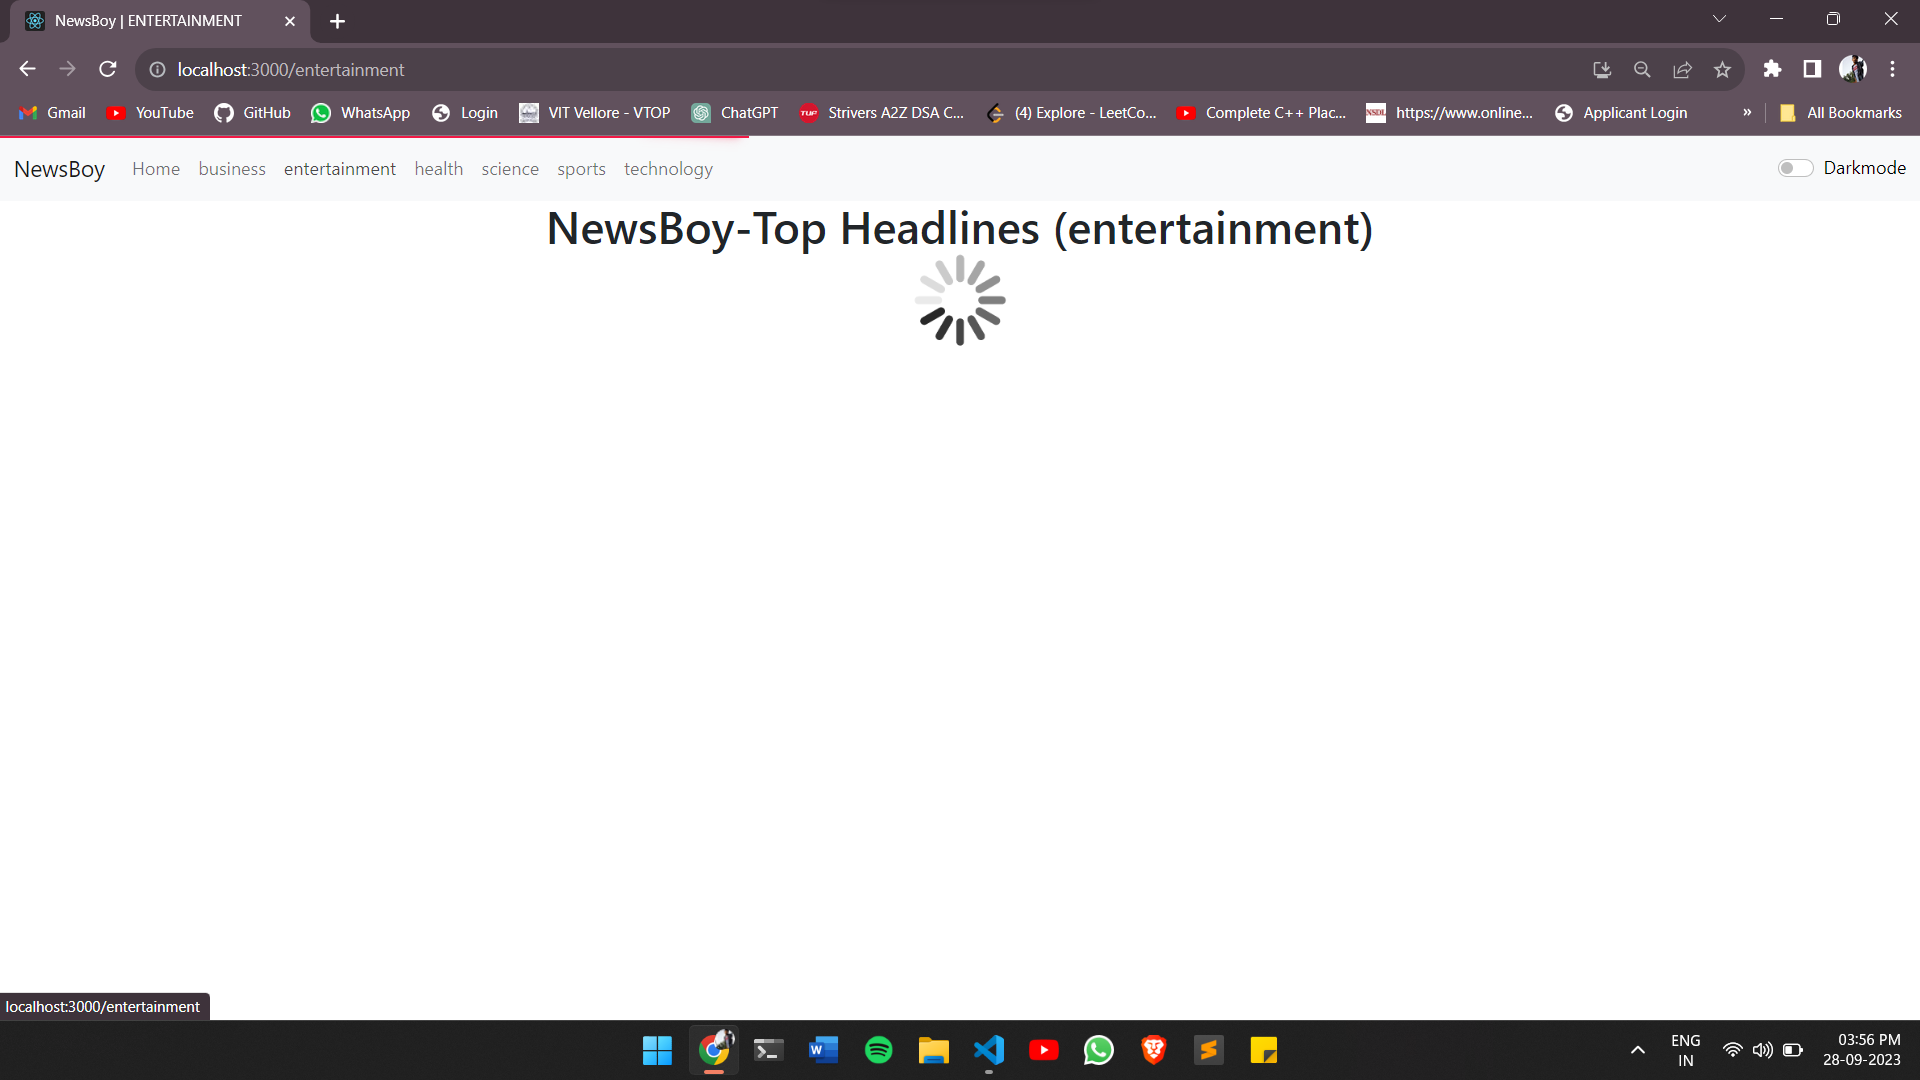 NewsBoy | ENTERTAINMENT
localhost:3000/entertainment
Gmail YouTube GitHub WhatsApp Login VIT Vellore - VTOP ChatGPT TUF Strivers A2Z DSA C... (4) Explore - LeetCo... Complete C++ Plac... NSDL https://www.online... Applicant Login » All Bookmarks
NewsBoy Home business entertainment health science sports technology Darkmode
NewsBoy-Top Headlines (entertainment)
localhost:3000/entertainment
ENG
IN
03:56 PM
28-09-2023